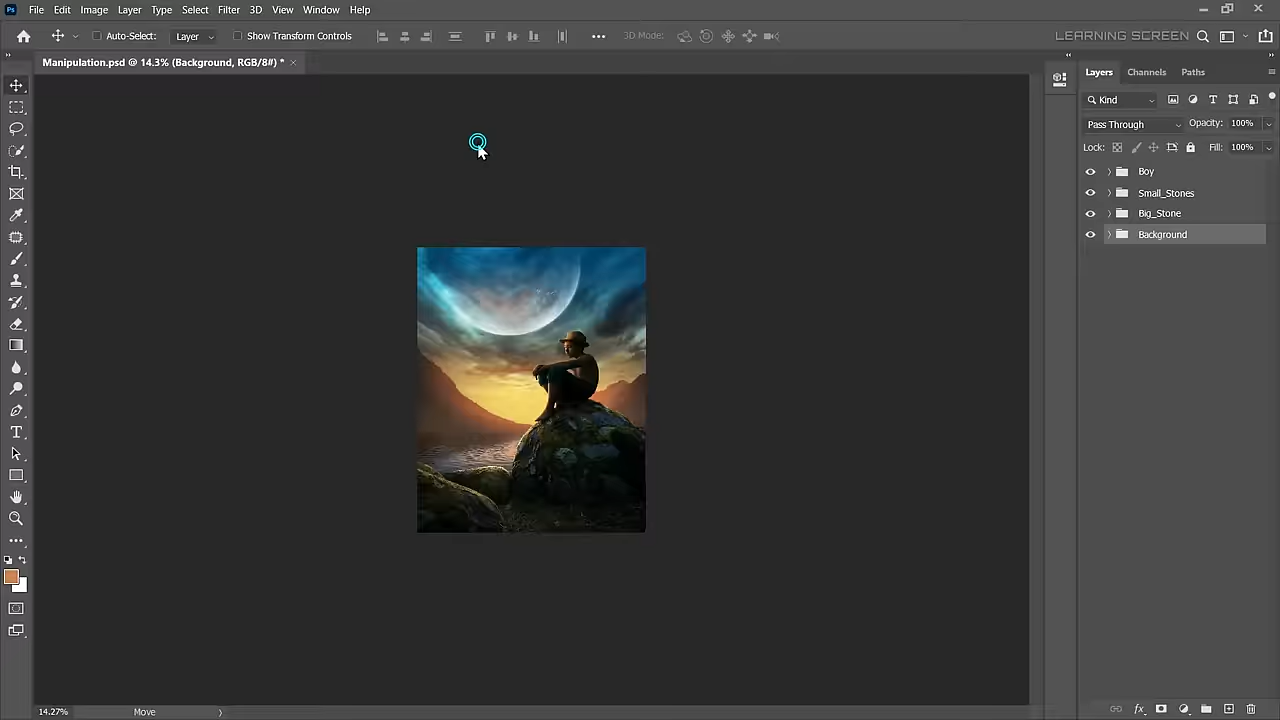 Ps File Edit Image Layer Type Select Filter 3D View Window Help
Auto-Select: Layer Show Transform Controls 3D Mode: LEARNING SCREEN
Manipulation.psd @ 14.3% (Background, RGB/8#) *
Layers Channels Paths
Kind
Pass Through Opacity: 100%
Lock: Fill: 100%
Boy
Small_Stones
Big_Stone
Background
14.27% Move